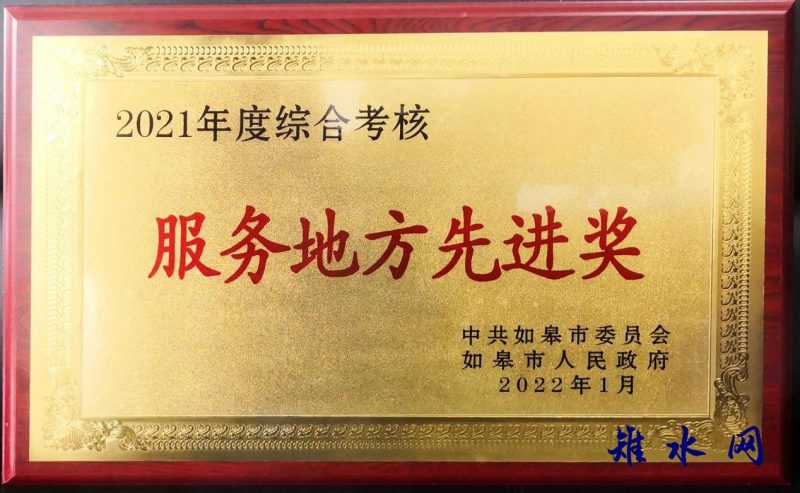 2021年度综合考核
服务地方先进奖
中共如皋市委员会
如皋市人民政府
2022年1月
雉水网